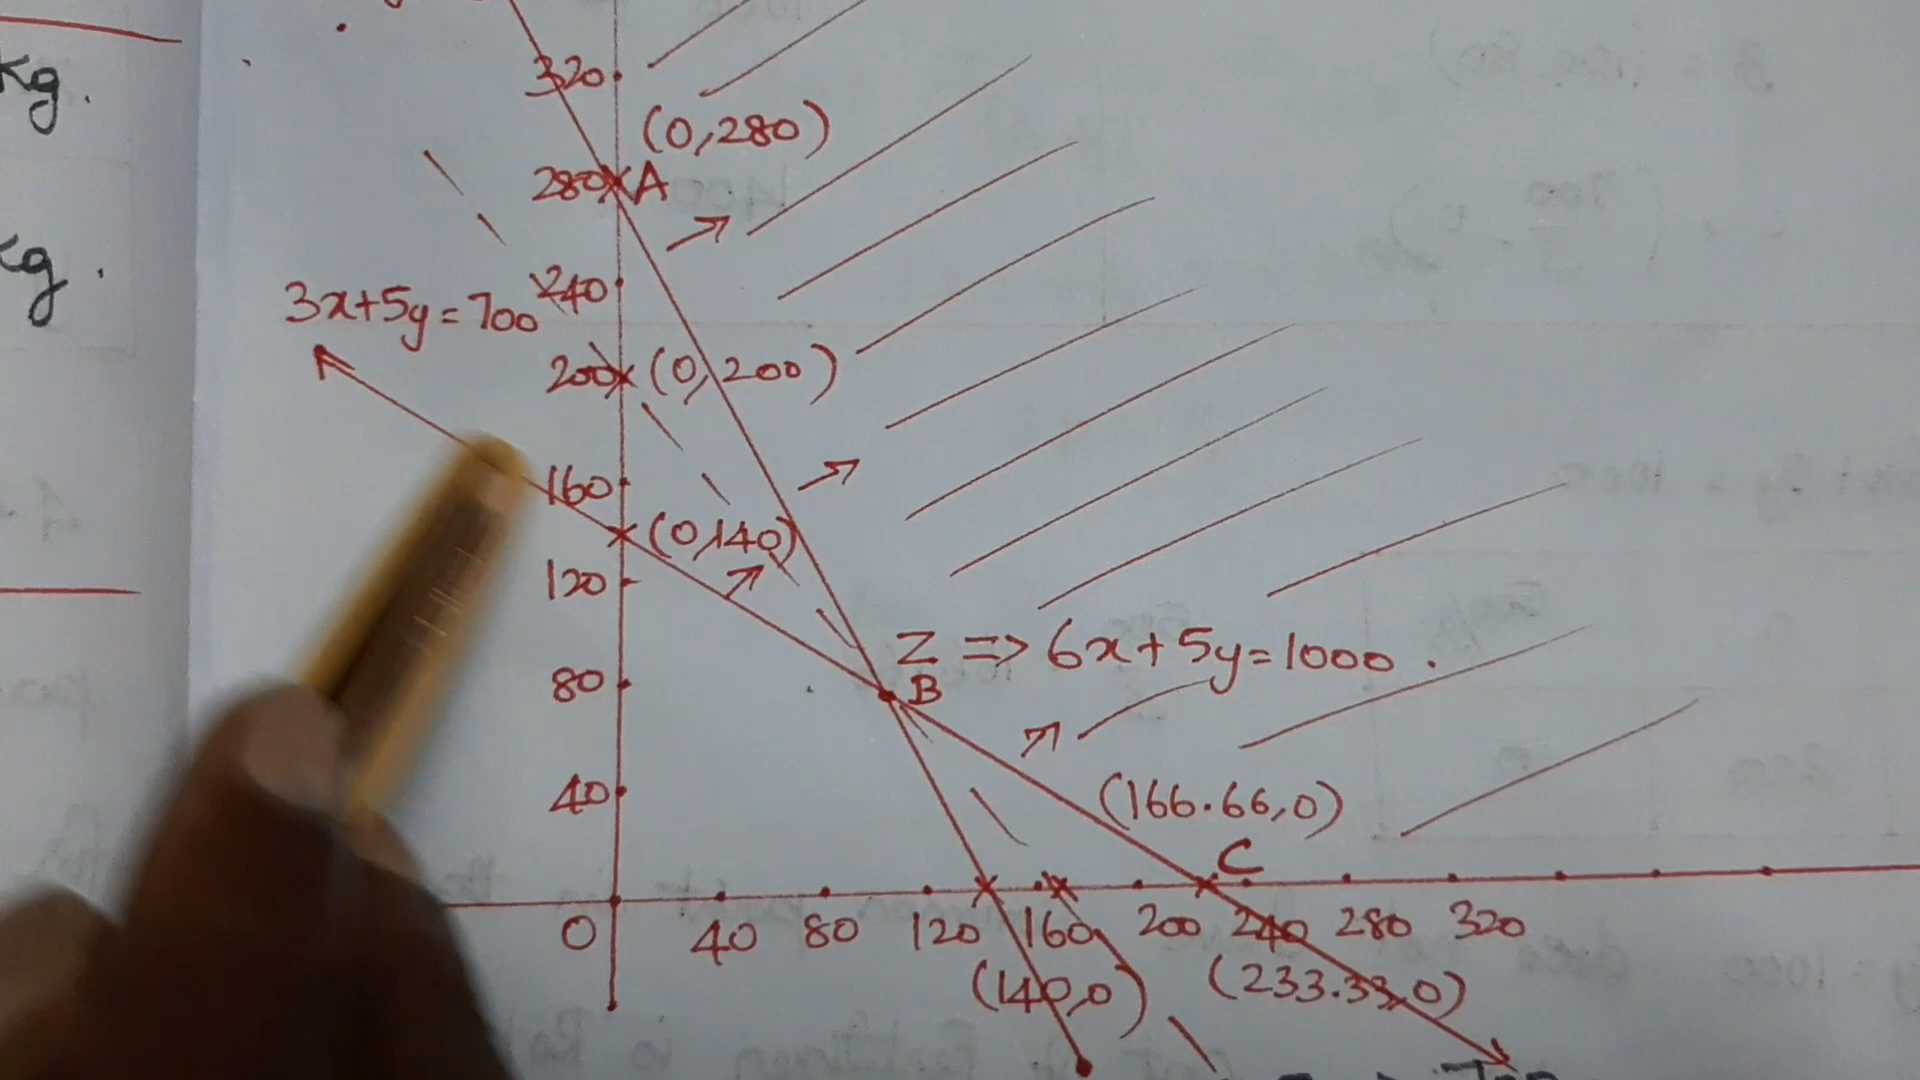 kg.
320
(0,280)
280 A
kg.
240
3x+5y=700
200 (0,200)
160
(0,140)
120
Z => 6x+5y=1000.
80 B
40
(166.66,0)
C
0 40 80 120 160 200 240 280 320
(140,0) (233.33,0)